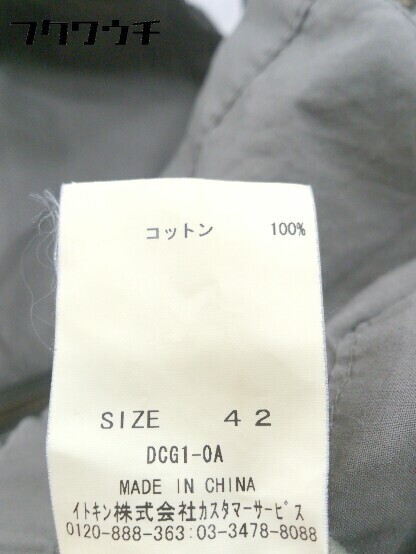 フクワウチ
コットン 100%
SIZE 42
DCG1-0A
MADE IN CHINA
イトキン株式会社カスタマーサービス
0120-888-363:03-3478-8088